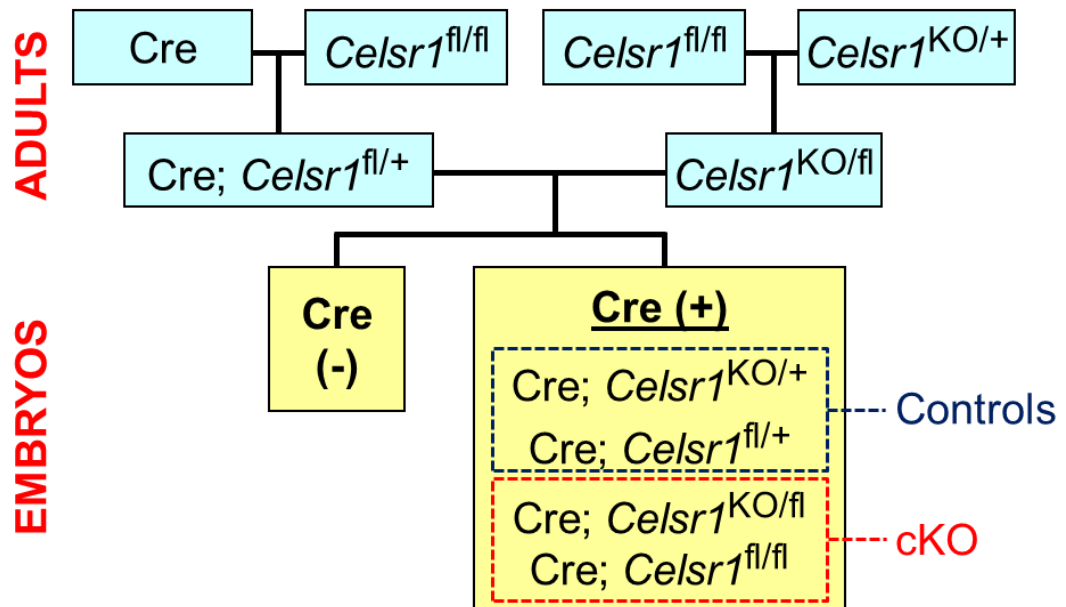 ADULTS
Cre
Celsr1fl/fl
Celsr1fl/fl
Celsr1KO/+
Cre; Celsr1fl/+
Celsr1KO/fl
EMBRYOS
Cre
(-)
Cre (+)
Cre; Celsr1KO/+
Cre; Celsr1fl/+
Controls
Cre; Celsr1KO/fl
Cre; Celsr1fl/fl
cKO